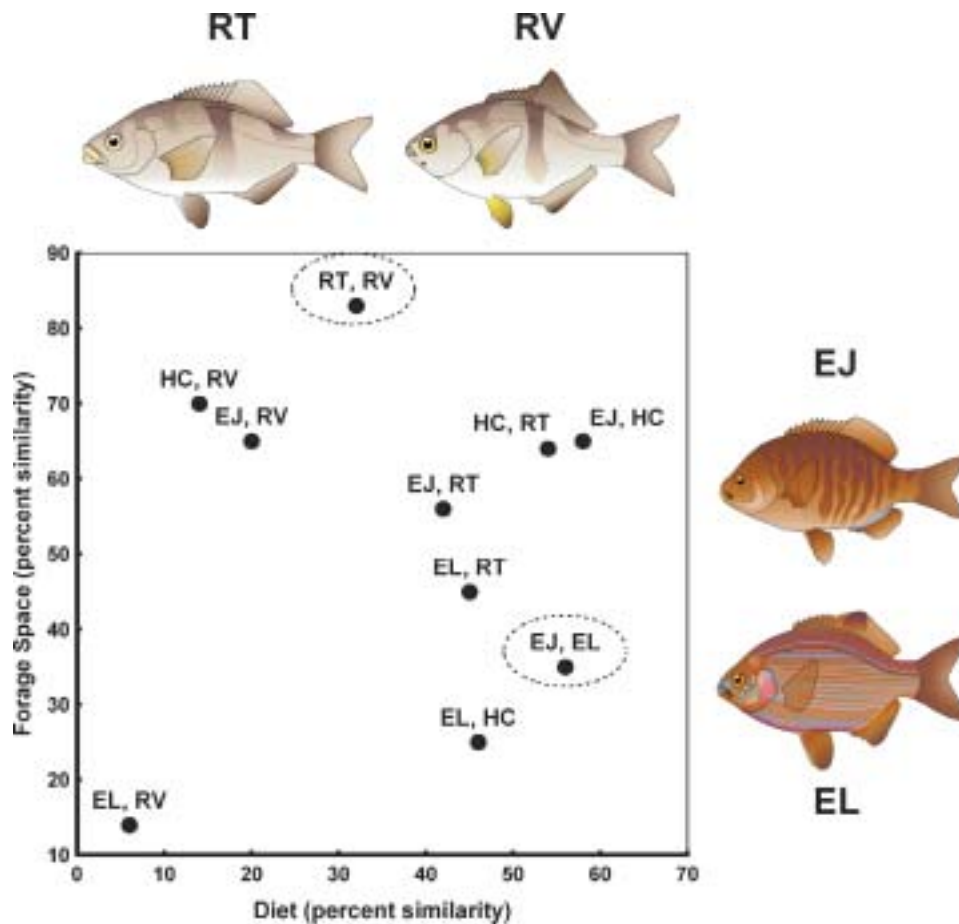 RT
RV
90
RT, RV
80
HC, RV
70
EJ, RV
HC, RT
EJ, HC
EJ
60
EJ, RT
50
EL, RT
40
EJ, EL
30
EL, HC
20
EL, RV
EL
10
0
10
20
30
40
50
60
70
Forage Space (percent similarity)
Diet (percent similarity)